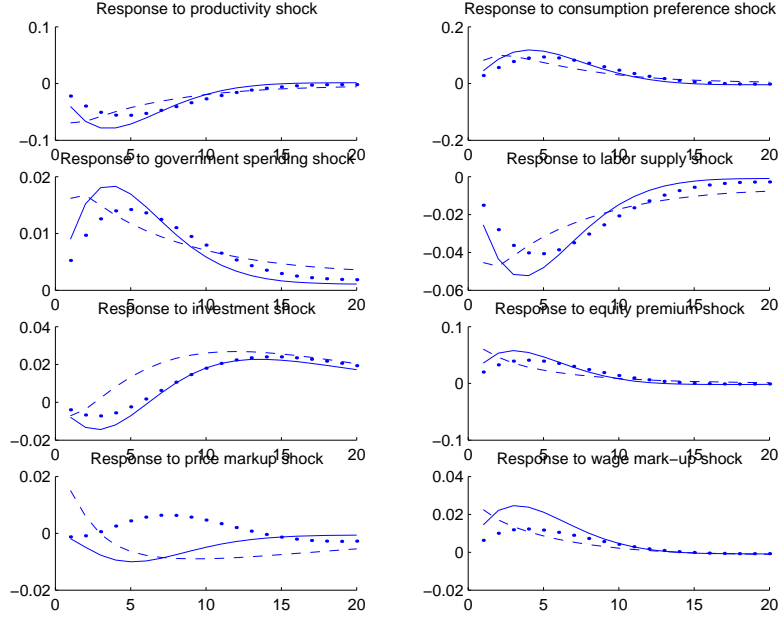 Response to productivity shock
0.1
0
−0.1
0 5 10 15 20
Response to consumption preference shock
0.2
0
−0.2
0 5 10 15 20
Response to government spending shock
0.02
0.01
0
0 5 10 15 20
Response to labor supply shock
0
−0.02
−0.04
−0.06
0 5 10 15 20
Response to investment shock
0.04
0.02
0
−0.02
0 5 10 15 20
Response to equity premium shock
0.1
0
−0.1
0 5 10 15 20
Response to price markup shock
0.02
0
−0.02
0 5 10 15 20
Response to wage mark−up shock
0.04
0.02
0
−0.02
0 5 10 15 20